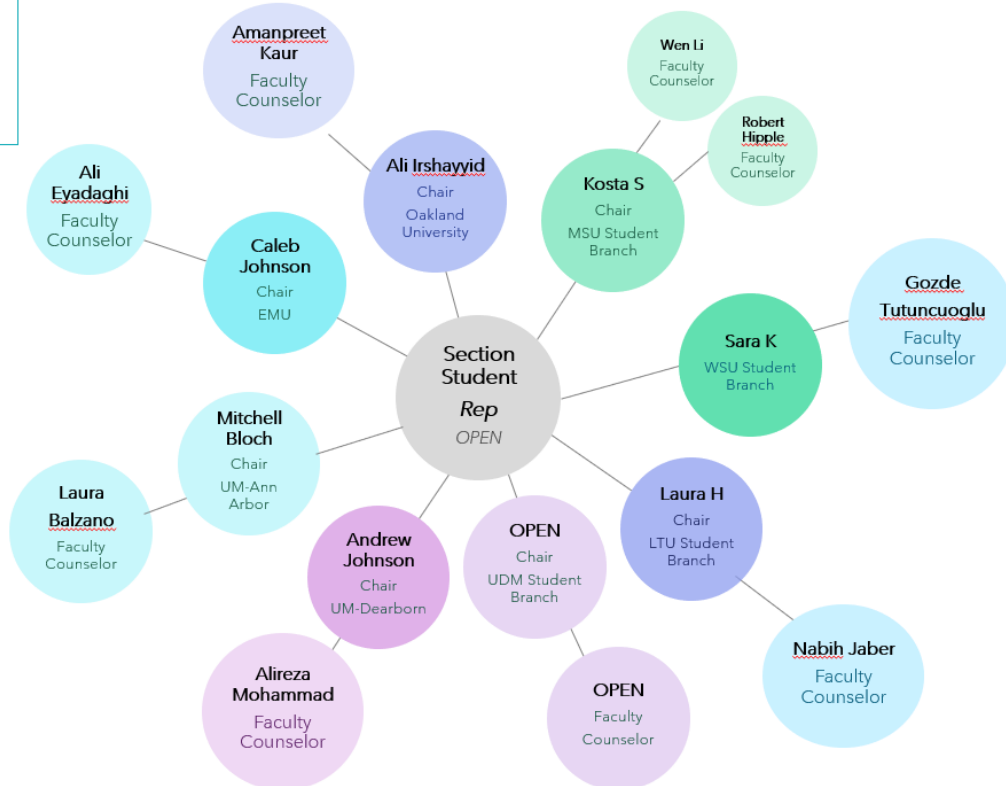 Amanpreet
Kaur
Faculty
Counselor
Wen Li
Faculty
Counselor
Robert
Hipple
Faculty
Counselor
Ali
Eyadaghi
Faculty
Counselor
Ali Irshayyid
Chair
Oakland
University
Kosta S
Chair
MSU Student
Branch
Caleb
Johnson
Chair
EMU
Gozde
Tutuncuoglu
Faculty
Counselor
Sara K
WSU Student
Branch
Section
Student
Rep
OPEN
Mitchell
Bloch
Chair
UM-Ann
Arbor
Laura
Balzano
Faculty
Counselor
Andrew
Johnson
Chair
UM-Dearborn
OPEN
Chair
UDM Student
Branch
Laura H
Chair
LTU Student
Branch
Alireza
Mohammad
Faculty
Counselor
OPEN
Faculty
Counselor
Nabih Jaber
Faculty
Counselor